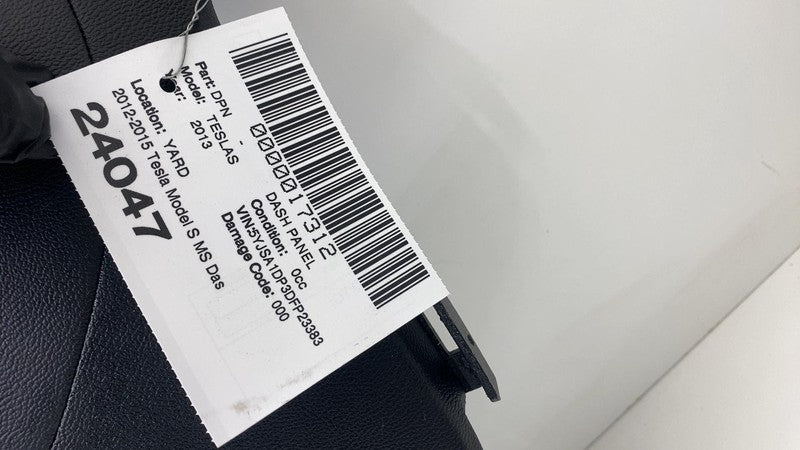 0000017312
Part: DPN - DASH PANEL
Model: TESLAS Condition: 0cc
Year: 2013 VIN:5YJSA1DP3DFP23383
Damage Code: 000
Location: YARD
2012-2015 Tesla Model S MS Das
24047